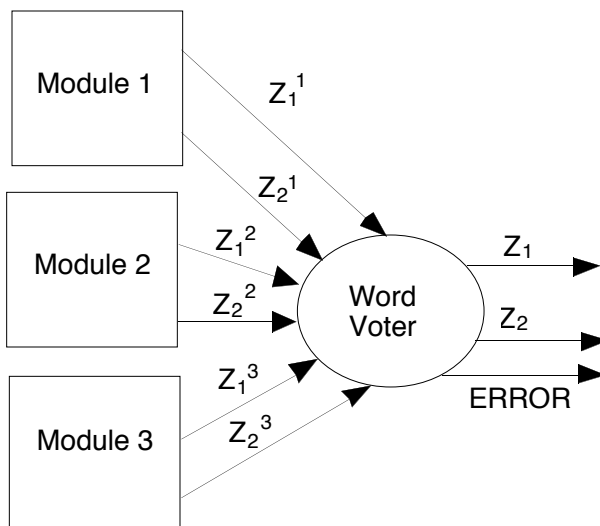 Module 1
Z₁¹
Z₂¹
Module 2
Z₁²
Z₂²
Word
Voter
Z₁
Z₂
ERROR
Module 3
Z₁³
Z₂³